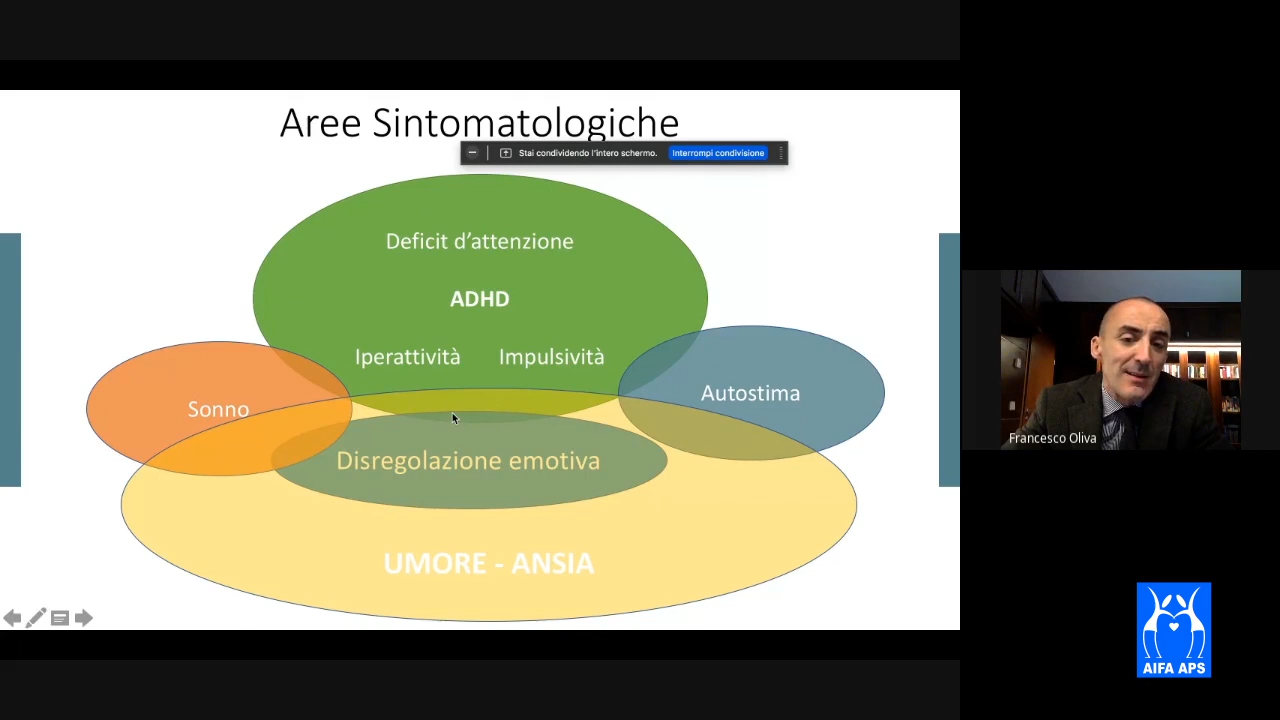 Aree Sintomatologiche
Stai condividendo l'intero schermo. Interrompi condivisione
Deficit d’attenzione
ADHD
Iperattività Impulsività
Sonno
Autostima
Disregolazione emotiva
UMORE - ANSIA
Francesco Oliva
AIFA APS